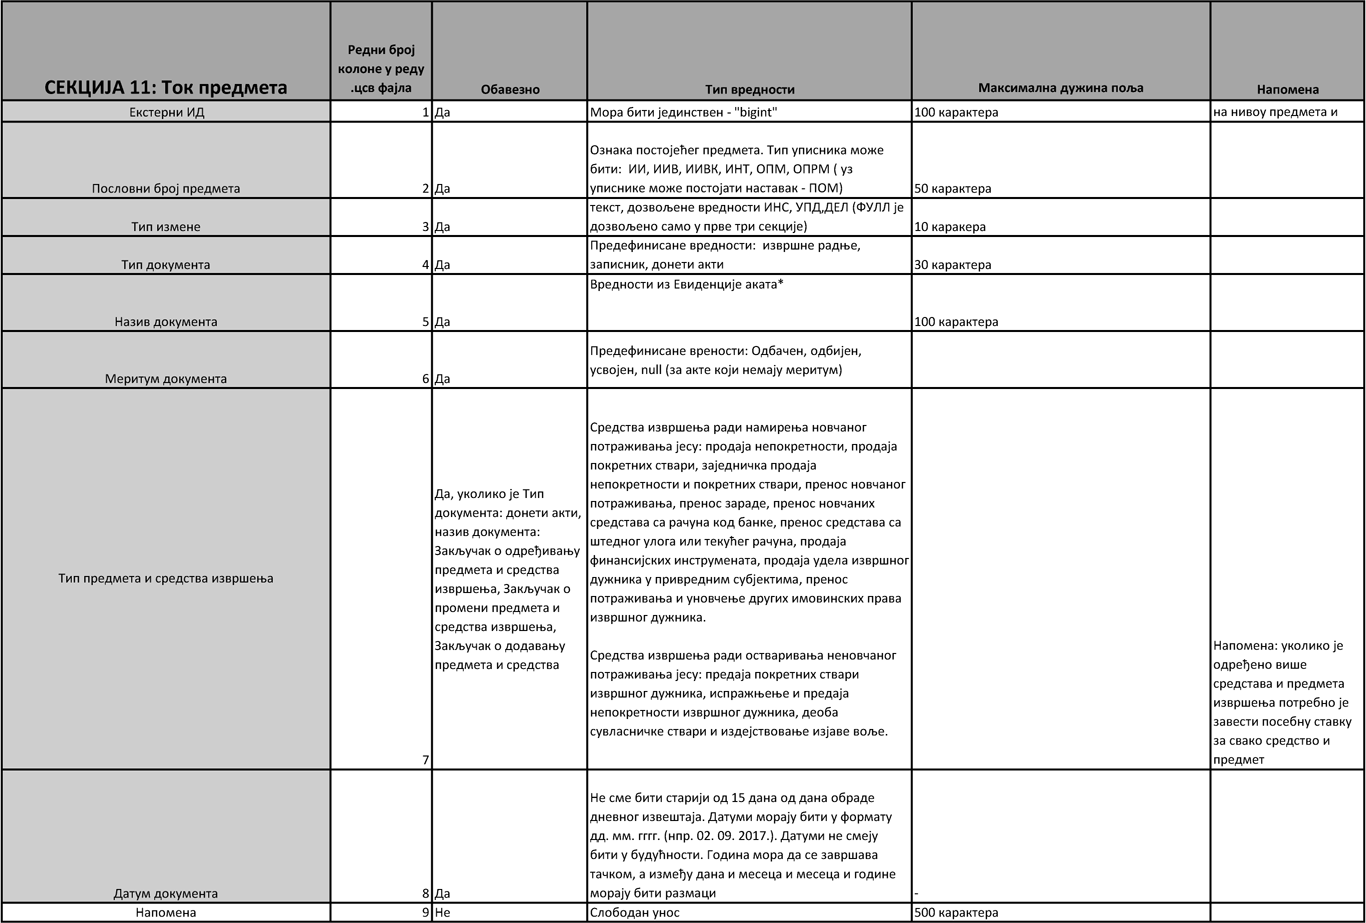 СЕКЦИЈА 11: Ток предмета
Редни број
колоне у реду
.цсв фајла
Обавезно
Тип вредности
Максимална дужина поља
Напомена
Екстерни ИД
1
Да
Мора бити јединствен - "bigint"
100 карактера
на нивоу предмета и
Пословни број предмета
2
Да
Ознака постојећег предмета. Тип уписника може
бити:  ИИ, ИИВ, ИИВК, ИНТ, ОПМ, ОПРМ ( уз
уписнике може постојати наставак - ПОМ)
50 карактера
Тип измене
3
Да
текст, дозвољене вредности ИНС, УПД,ДЕЛ (ФУЛЛ је
дозвољено само у прве три секције)
10 каракера
Тип документа
4
Да
Предефинисане вредности:  извршне радње,
записник, донети акти
30 карактера
Назив документа
5
Да
Вредности из Евиденције аката*
100 карактера
Меритум документа
6
Да
Предефинисане врености: Одбачен, одбијен,
усвојен, null (за акте који немају меритум)
Тип предмета и средства извршења
7
Да, уколико је Тип
документа: донети акти,
назив документа:
Закључак о одређивању
предмета и средства
извршења, Закључак о
промени предмета и
средства извршења,
Закључак о додавању
предмета и средства
Средства извршења ради намирења новчаног
потраживања јесу: продаја непокретности, продаја
покретних ствари, заједничка продаја
непокретности и покретних ствари, пренос новчаног
потраживања, пренос зараде, пренос новчаних
средстава са рачуна код банке, пренос средстава са
штедног улога или текућег рачуна, продаја
финансијских инструмената, продаја удела извршног
дужника у привредним субјектима, пренос
потраживања и уновчење других имовинских права
извршног дужника.
Средства извршења ради остваривања неновчаног
потраживања јесу: предаја покретних ствари
извршног дужника, испражњење и предаја
непокретности извршног дужника, деоба
сувласничке ствари и издејствовање изјаве воље.
Напомена: уколико је
одређено више
средстава и предмета
извршења потребно је
завести посебну ставку
за свако средство и
предмет
Датум документа
8
Да
Не сме бити старији од 15 дана од дана обраде
дневног извештаја. Датуми морају бити у формату
дд. мм. гггг. (нпр. 02. 09. 2017.). Датуми не смеју
бити у будућности. Година мора да се завршава
тачком, а између дана и месеца и месеца и године
морају бити размаци
-
Напомена
9
Не
Слободан унос
500 карактера